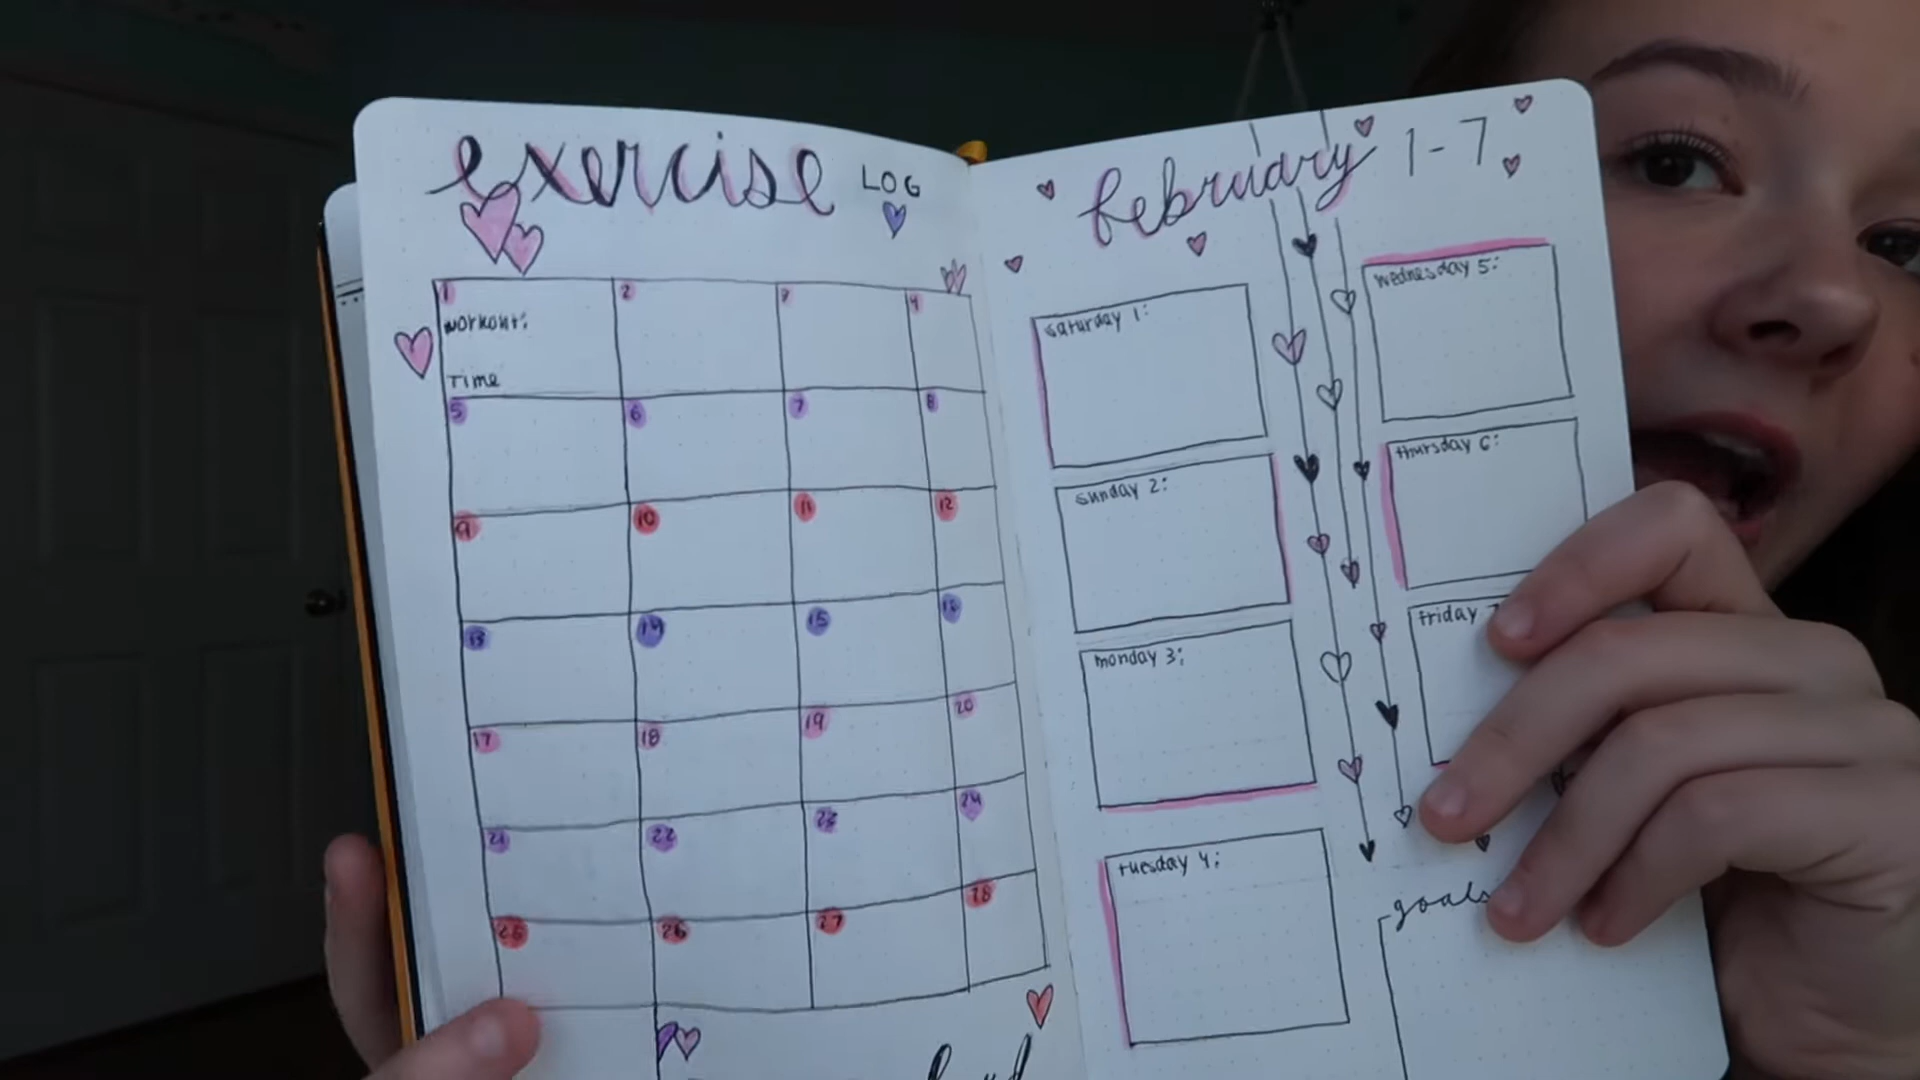 exercise LOG
1 2 3 4
workout:
Time
5 6 7 8
9 10 11 12
13 14 15 16
17 18 19 20
21 22 23 24
25 26 27 28
february 1-7
saturday 1:
sunday 2:
monday 3:
tuesday 4:
wednesday 5:
thursday 6:
friday 7
goals